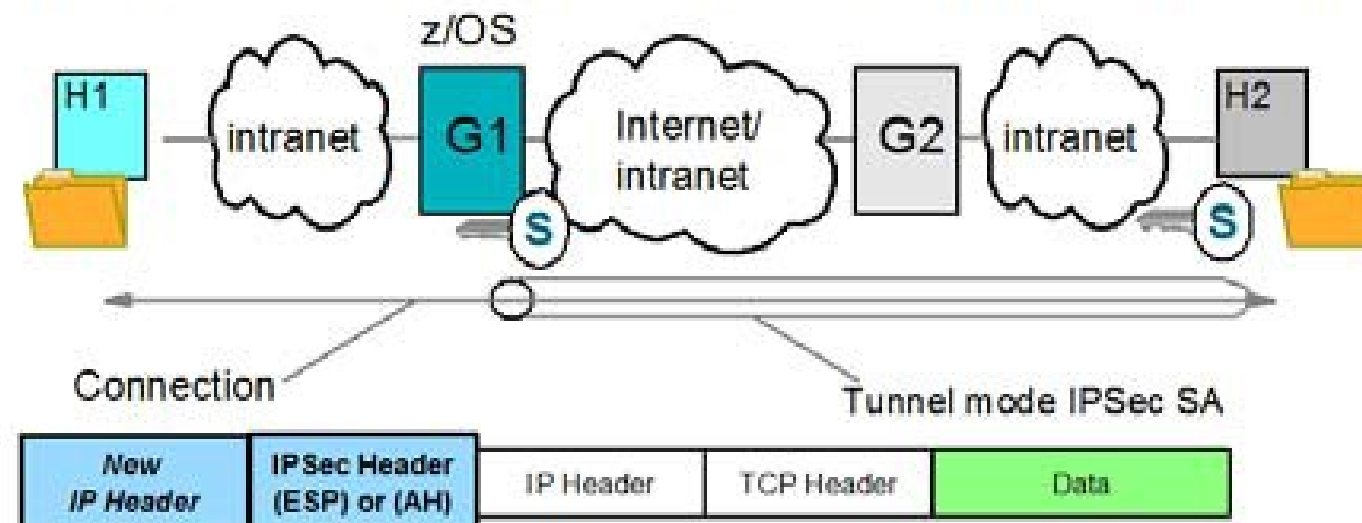 z/OS
H1
intranet
G1
Internet/
intranet
G2
intranet
H2
S
S
Connection
Tunnel mode IPSec SA
New
IP Header
IPSec Header
(ESP) or (AH)
IP Header
TCP Header
Data